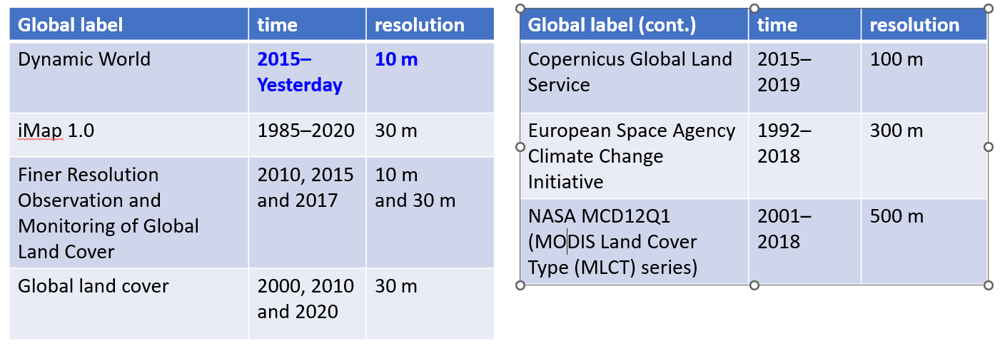 Global label time resolution
Dynamic World 2015– 10 m
Yesterday
iMap 1.0 1985–2020 30 m
Finer Resolution 2010, 2015 10 m
Observation and and 2017 and 30 m
Monitoring of Global
Land Cover
Global land cover 2000, 2010 30 m
and 2020
Global label (cont.) time resolution
Copernicus Global Land 2015– 100 m
Service 2019
European Space Agency 1992– 300 m
Climate Change 2018
Initiative
NASA MCD12Q1 2001– 500 m
(MODIS Land Cover 2018
Type (MLCT) series)